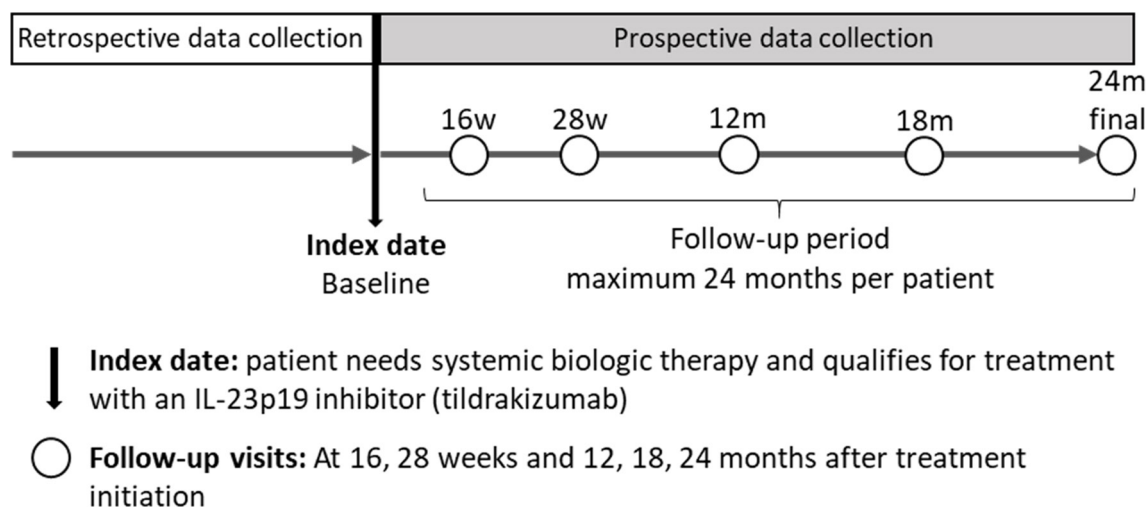 Retrospective data collection
Prospective data collection
24m
16w
28w
12m
18m
final
Index date
Baseline
Follow-up period
maximum 24 months per patient
Index date: patient needs systemic biologic therapy and qualifies for treatment
with an IL-23p19 inhibitor (tildrakizumab)
Follow-up visits: At 16, 28 weeks and 12, 18, 24 months after treatment
initiation